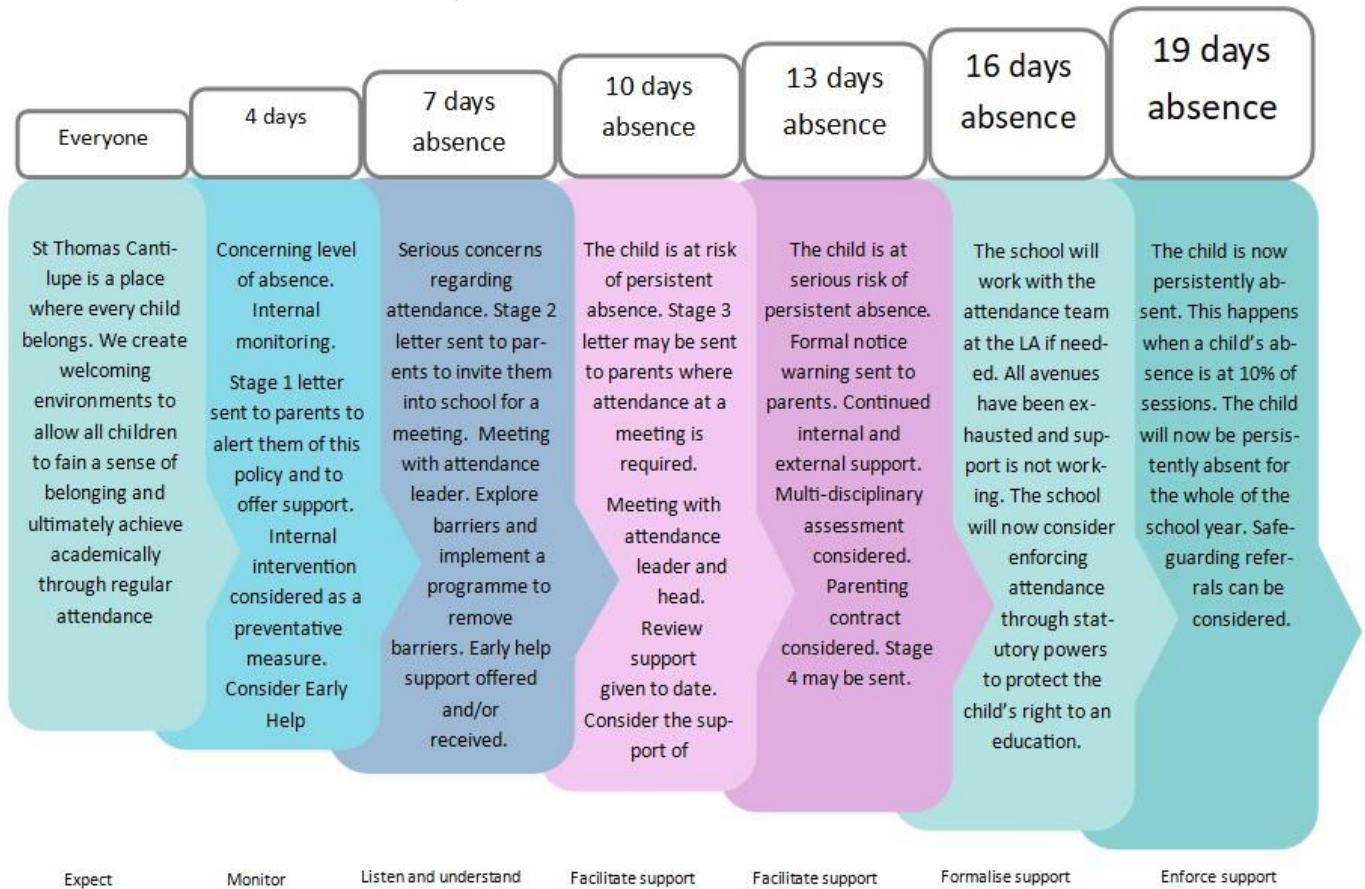 Everyone
St Thomas Canti-
lupe is a place
where every child
belongs. We create
welcoming
environments to
allow all children
to fain a sense of
belonging and
ultimately achieve
academically
through regular
attendance
Expect
4 days
Concerning level
of absence.
Internal
monitoring.
Stage 1 letter
sent to parents to
alert them of this
policy and to
offer support.
Internal
intervention
considered as a
preventative
measure.
Consider Early
Help
Monitor
7 days
absence
Serious concerns
regarding
attendance. Stage 2
letter sent to par-
ents to invite them
into school for a
meeting. Meeting
with attendance
leader. Explore
barriers and
implement a
programme to
remove
barriers. Early help
support offered
and/or
received.
Listen and understand
10 days
absence
The child is at risk
of persistent
absence. Stage 3
letter may be sent
to parents where
attendance at a
meeting is
required.
Meeting with
attendance
leader and
head.
Review
support
given to date.
Consider the sup-
port of
Facilitate support
13 days
absence
The child is at
serious risk of
persistent absence.
Formal notice
warning sent to
parents. Continued
internal and
external support.
Multi-disciplinary
assessment
considered.
Parenting
contract
considered. Stage
4 may be sent.
Facilitate support
16 days
absence
The school will
work with the
attendance team
at the LA if need-
ed. All avenues
have been ex-
hausted and sup-
port is not work-
ing. The school
will now consider
enforcing
attendance
through stat-
utory powers
to protect the
child's right to an
education.
Formalise support
19 days
absence
The child is now
persistently ab-
sent. This happens
when a child's ab-
sence is at 10% of
sessions. The child
will now be persis-
tently absent for
the whole of the
school year. Safe-
guarding refer-
rals can be
considered.
Enforce support